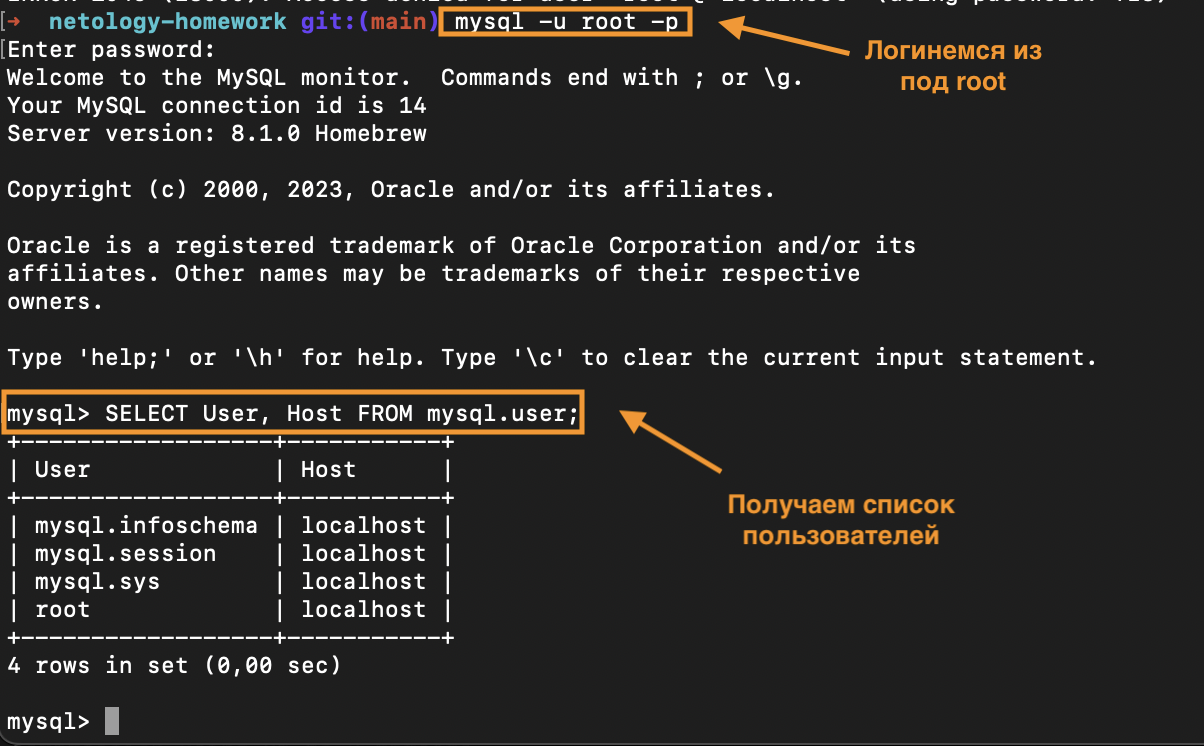 ➜ netology-homework git:(main) mysql -u root -p
Логинемся из
под root
Enter password:
Welcome to the MySQL monitor.  Commands end with ; or \g.
Your MySQL connection id is 14
Server version: 8.1.0 Homebrew
Copyright (c) 2000, 2023, Oracle and/or its affiliates.
Oracle is a registered trademark of Oracle Corporation and/or its
affiliates. Other names may be trademarks of their respective
owners.
Type 'help;' or '\h' for help. Type '\c' to clear the current input statement.
mysql> SELECT User, Host FROM mysql.user;
+------------------+-----------+
| User             | Host      |
+------------------+-----------+
| mysql.infoschema | localhost |
| mysql.session    | localhost |
| mysql.sys        | localhost |
| root             | localhost |
+------------------+-----------+
Получаем список
пользователей
4 rows in set (0,00 sec)
mysql>